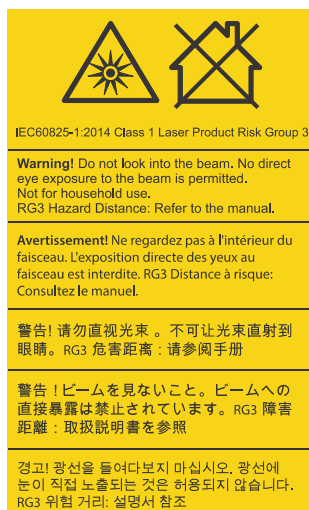 IEC60825-1:2014 Class 1 Laser Product Risk Group 3
Warning! Do not look into the beam. No direct
eye exposure to the beam is permitted.
Not for household use.
RG3 Hazard Distance: Refer to the manual.
Avertissement! Ne regardez pas à l'intérieur du
faisceau. L'exposition directe des yeux au
faisceau est interdite. RG3 Distance à risque:
Consultez le manuel.
警告! 请勿直视光束 。不可让光束直射到
眼睛。RG3 危害距离：请参阅手册
警告！ビームを見ないこと。ビームへの
直接暴露は禁止されています。RG3 障害
距離：取扱説明書を参照
경고! 광선을 들여다보지 마십시오. 광선에
눈이 직접 노출되는 것은 허용되지 않습니다.
RG3 위험 거리: 설명서 참조